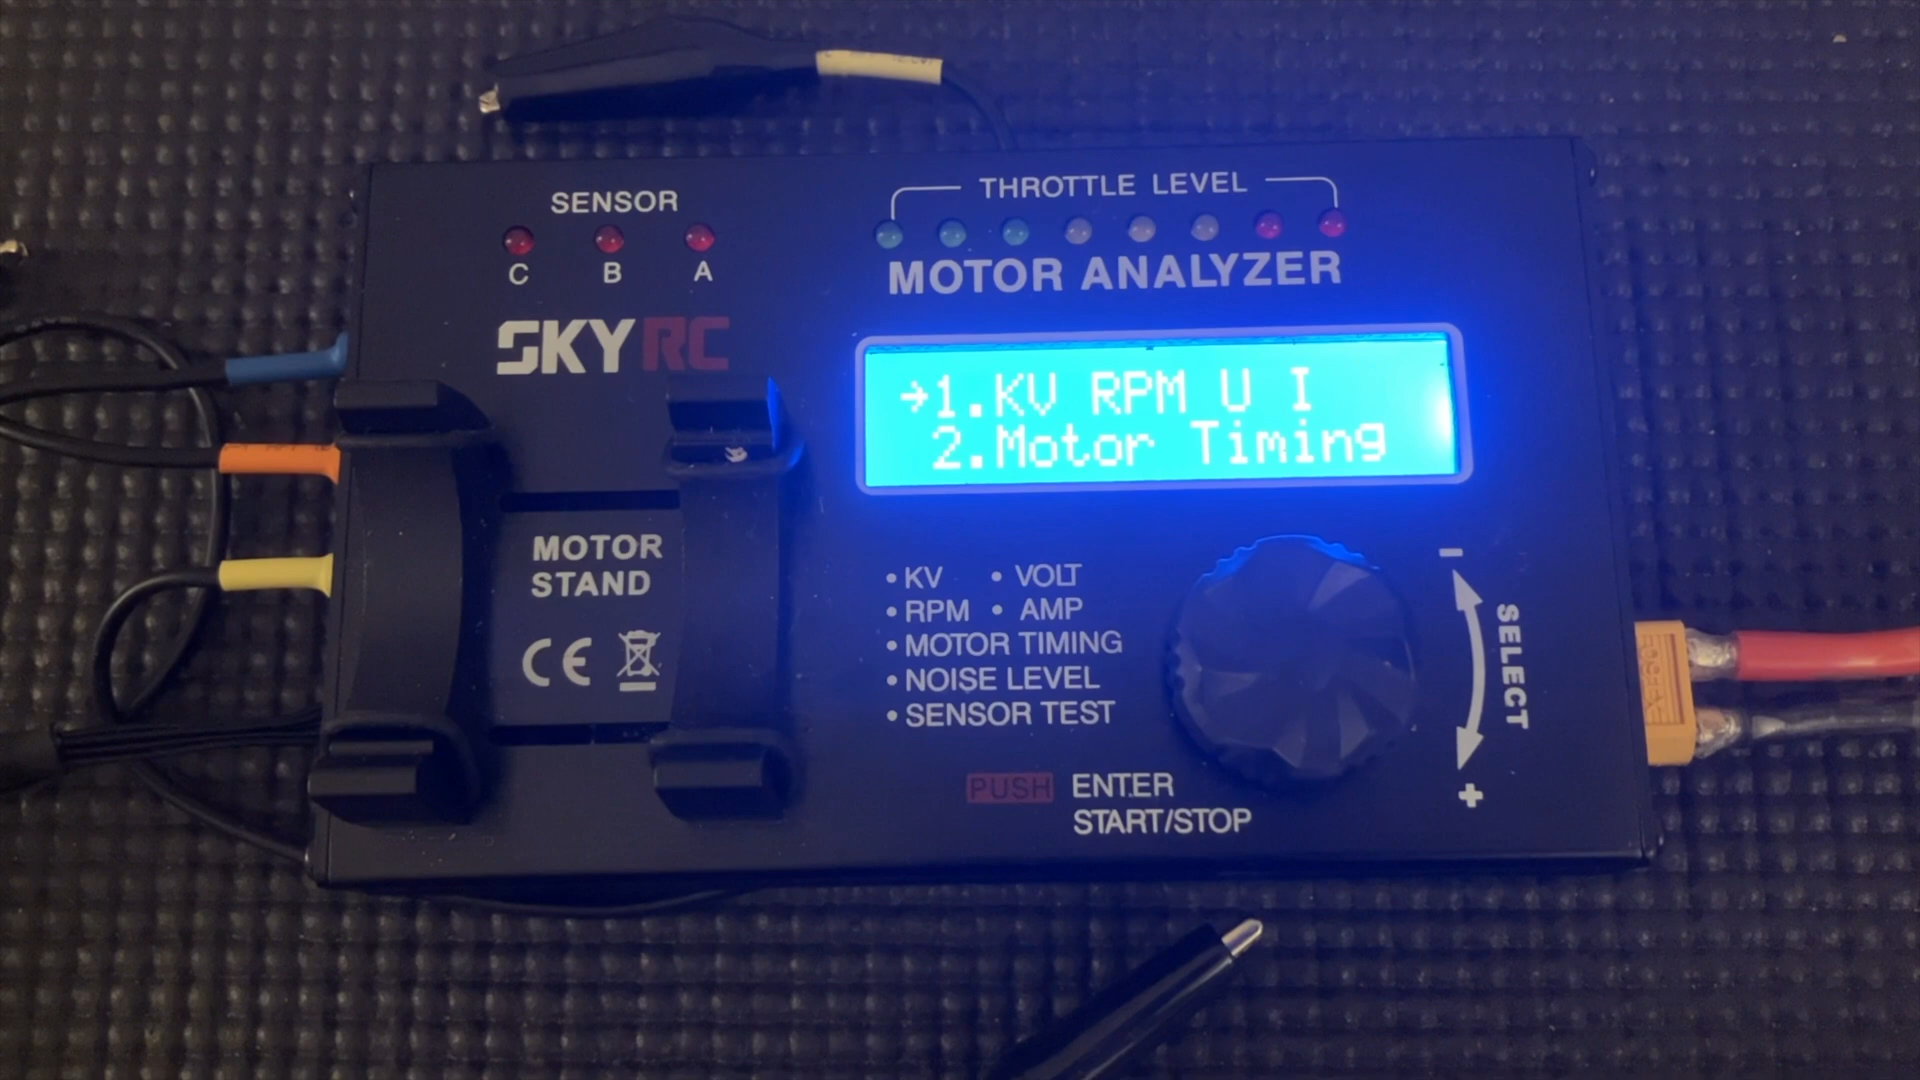 THROTTLE LEVEL
SENSOR
C B A
MOTOR ANALYZER
SKYRC
→1.KV RPM U I
2.Motor Timing
MOTOR
STAND
CE
• KV • VOLT
• RPM • AMP
• MOTOR TIMING
• NOISE LEVEL
• SENSOR TEST
PUSH ENTER
START/STOP
-
SELECT
+